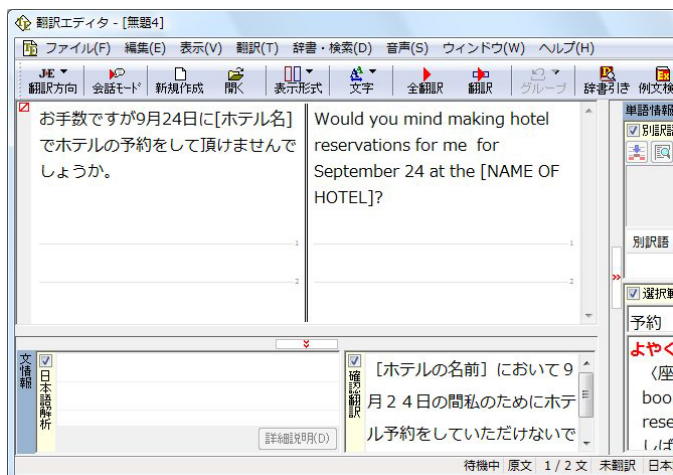 翻訳エディタ - [無題4]
ファイル(F) 編集(E) 表示(V) 翻訳(T) 辞書・検索(D) 音声(S) ウィンドウ(W) ヘルプ(H)
JE
翻訳方向 会話モード 新規作成 開く 表示形式 文字 全翻訳 翻訳 グループ 辞書引き 例文検
お手数ですが9月24日に[ホテル名]
でホテルの予約をして頂けませんで
しょうか。
Would you mind making hotel
reservations for me for
September 24 at the [NAME OF
HOTEL]?
1
2
1
2
単語情報
別訳語
別訳語
選択範
予約
よやく
〈座
boo
rese
しば
文情報
日本語解析
詳細説明(D)
確認翻訳
［ホテルの名前］において９
月２４日の間私のためにホテ
ル予約をしていただけないで
待機中 原文 1 / 2 文 未翻訳 日本